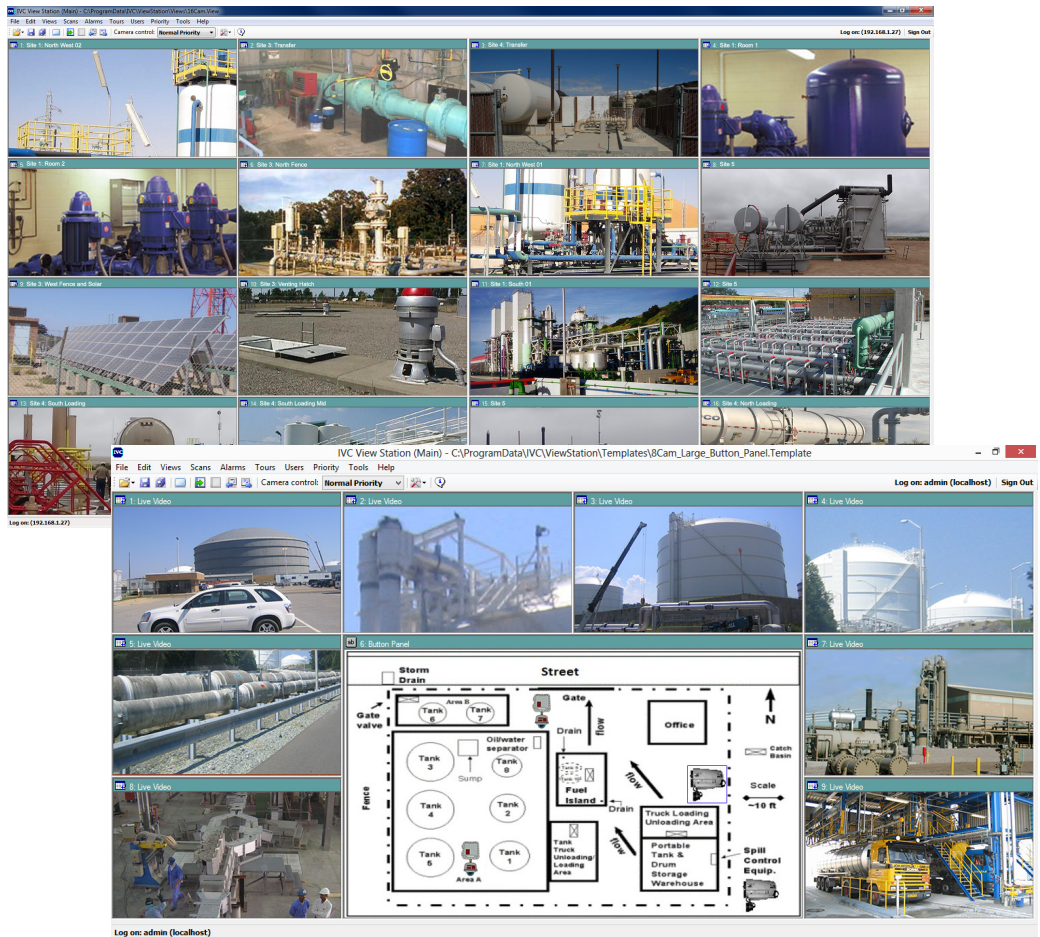 IVC View Station (Main) - C:\ProgramData\IVC\ViewStation\Views\18Cam.View
File Edit Views Scans Alarms Tours Users Priority Tools Help
Camera control: Normal Priority
Log on: (192.168.1.27) Sign Out
1: Site 1: North West 02
2: Site 3: Transfer
3: Site 4: Transfer
4: Site 1: Room 1
5: Site 1: Room 2
6: Site 3: North Fence
7: Site 1: North West 01
8: Site 5
9: Site 3: West Fence and Solar
10: Site 3: Venting Hatch
11: Site 1: South 01
12: Site 5
13: Site 4: South Loading
14: Site 4: South Loading Mid
15: Site 5
16: Site 4: North Loading
Log on: (192.168.1.27)
IVC
IVC View Station (Main) - C:\ProgramData\IVC\ViewStation\Templates\8Cam_Large_Button_Panel.Template
File Edit Views Scans Alarms Tours Users Priority Tools Help
Camera control: Normal Priority
Log on: admin (localhost) Sign Out
1: Live Video
2: Live Video
3: Live Video
4: Live Video
5: Live Video
ab 6: Button Panel
7: Live Video
8: Live Video
9: Live Video
Storm
Drain
Street
Gate
valve
Area B
Tank
6
Tank
7
Gate
flow
Office
N
Oil/water
separator
Drain
Catch
Basin
Tank
3
Sump
Tank
8
Fuel
Island
flow
Scale
~10 ft
Fence
Tank
4
Tank
2
Drain
Truck Loading
Unloading Area
Tank
5
Area A
Tank
1
Tank
Truck
Unloading/
Loading
Area
flow
Portable
Tank &
Drum
Storage
Warehouse
Spill
Control
Equip.
Log on: admin (localhost)